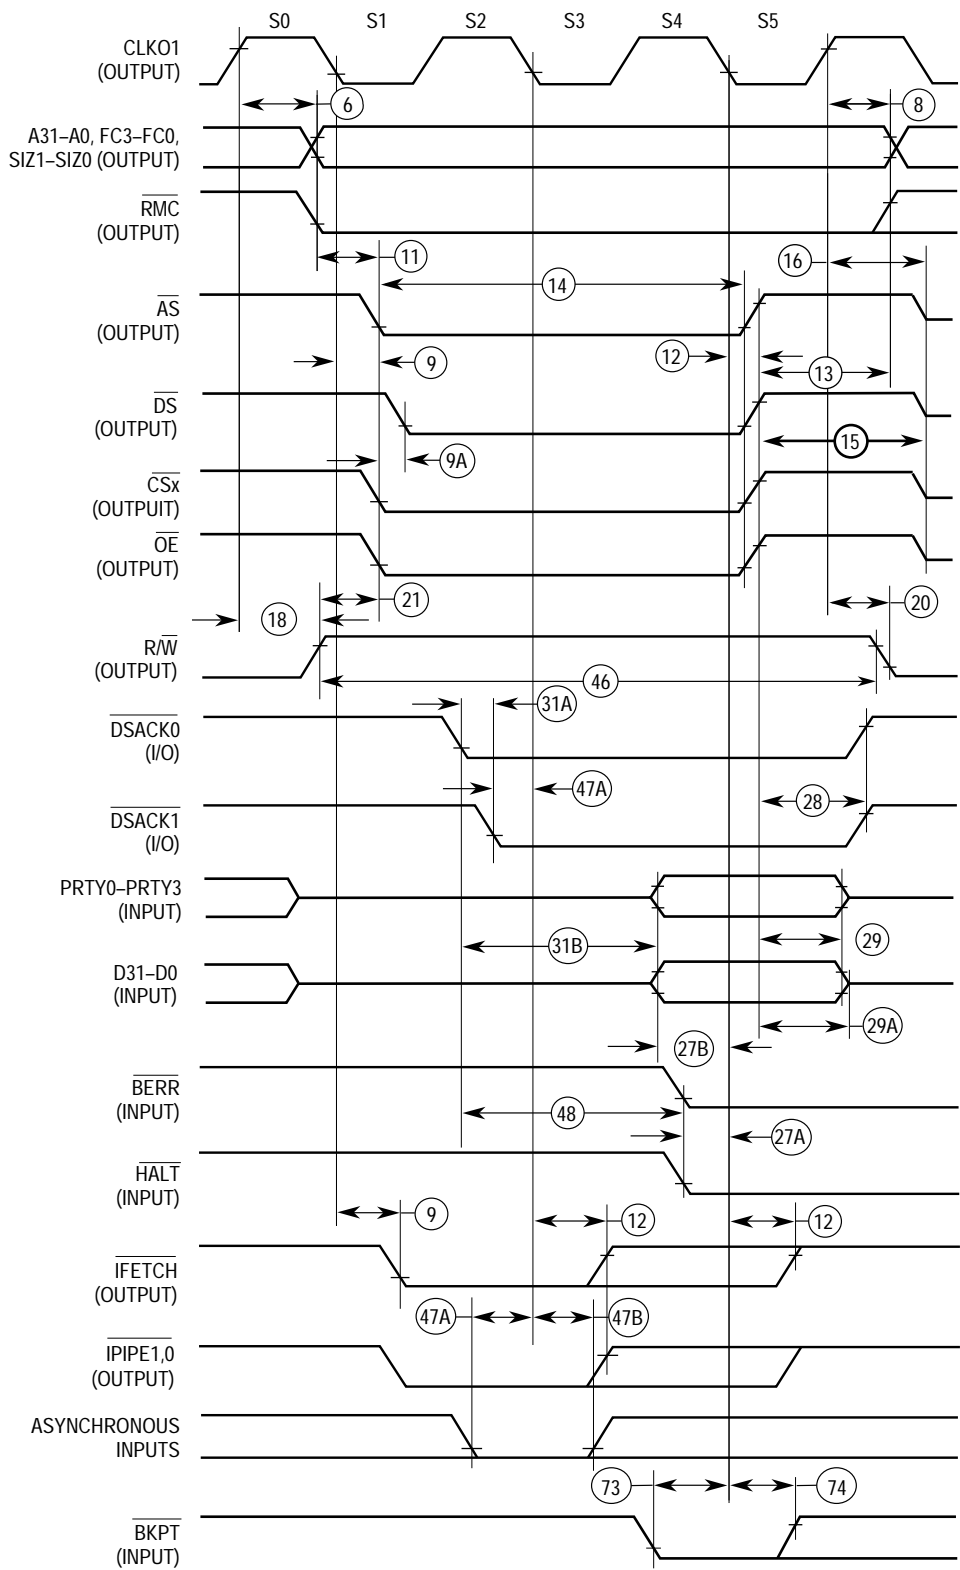 S0 S1 S2 S3 S4 S5
CLKO1
(OUTPUT)
6
8
A31–A0, FC3–FC0,
SIZ1–SIZ0 (OUTPUT)
RMC
(OUTPUT)
11
16
14
AS
(OUTPUT)
9
12
13
DS
(OUTPUT)
15
9A
CSx
(OUTPUIT)
OE
(OUTPUT)
21
20
18
R/W
(OUTPUT)
46
31A
DSACK0
(I/O)
47A
28
DSACK1
(I/O)
PRTY0–PRTY3
(INPUT)
31B
29
D31–D0
(INPUT)
29A
27B
BERR
(INPUT)
48
27A
HALT
(INPUT)
9
12
12
IFETCH
(OUTPUT)
47A
47B
IPIPE1,0
(OUTPUT)
ASYNCHRONOUS
INPUTS
73
74
BKPT
(INPUT)